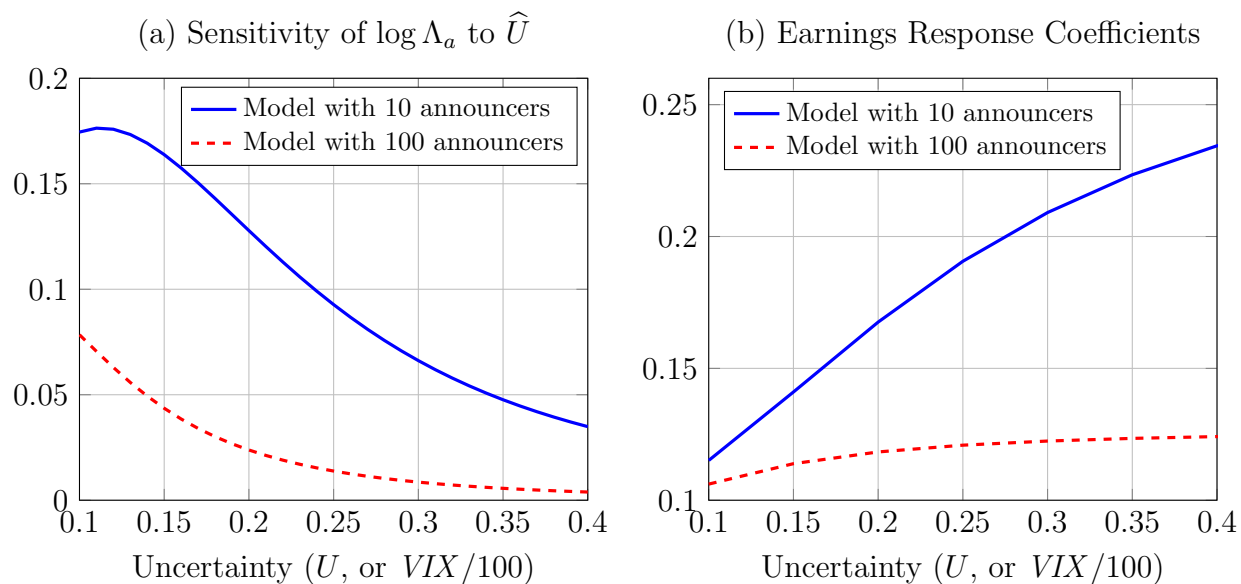 (a) Sensitivity of log Λₐ to Û
0.2
0.15
0.1
0.05
0
Model with 10 announcers
Model with 100 announcers
0.1 0.15 0.2 0.25 0.3 0.35 0.4
Uncertainty (U, or VIX/100)
(b) Earnings Response Coefficients
0.25
0.2
0.15
0.1
Model with 10 announcers
Model with 100 announcers
0.1 0.15 0.2 0.25 0.3 0.35 0.4
Uncertainty (U, or VIX/100)